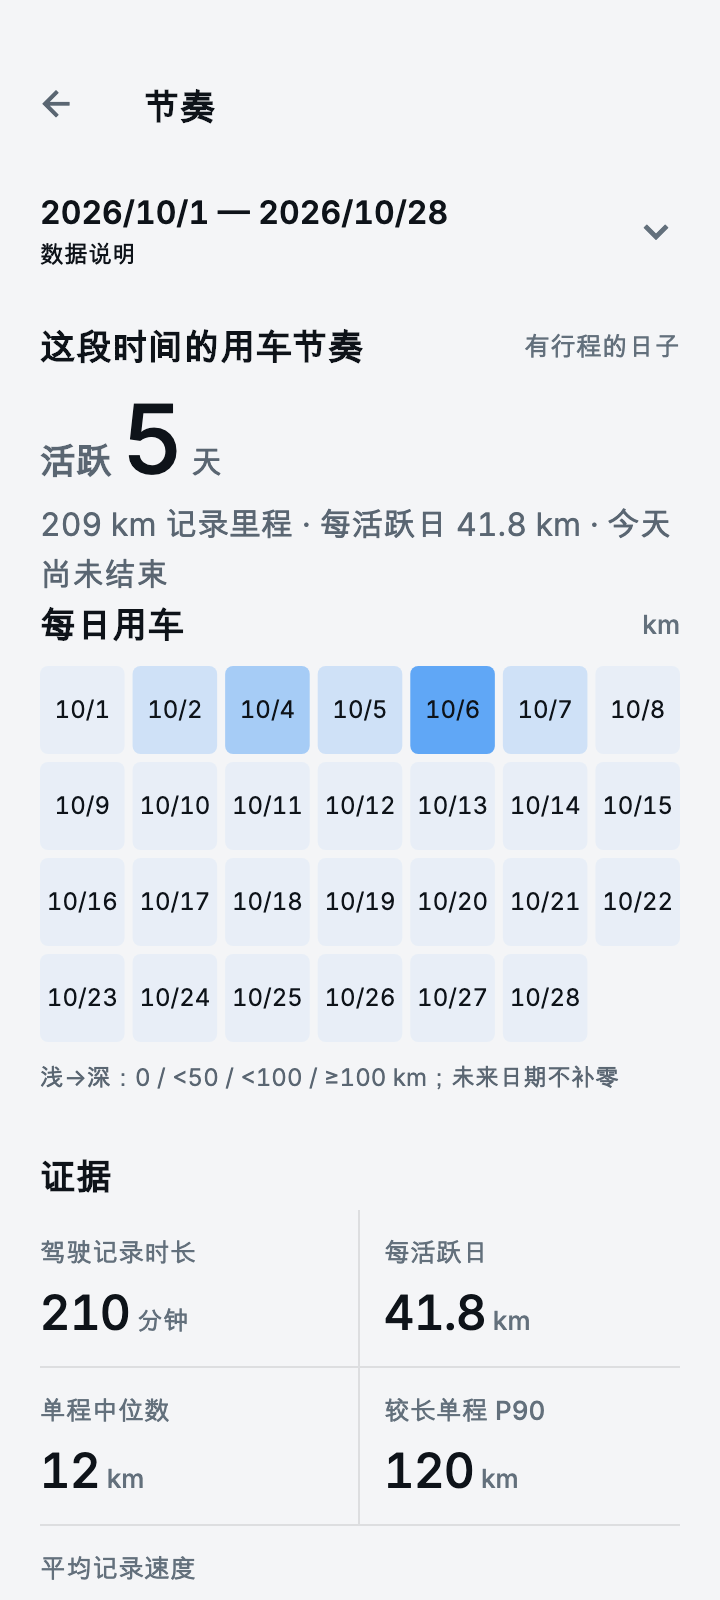 节奏
2026/10/1 — 2026/10/28
数据说明
这段时间的用车节奏
有行程的日子
活跃 5 天
209 km 记录里程 · 每活跃日 41.8 km · 今天
尚未结束
每日用车
km
10/1 10/2 10/4 10/5 10/6 10/7 10/8
10/9 10/10 10/11 10/12 10/13 10/14 10/15
10/16 10/17 10/18 10/19 10/20 10/21 10/22
10/23 10/24 10/25 10/26 10/27 10/28
浅→深：0 / <50 / <100 / ≥100 km；未来日期不补零
证据
驾驶记录时长
210 分钟
每活跃日
41.8 km
单程中位数
12 km
较长单程 P90
120 km
平均记录速度